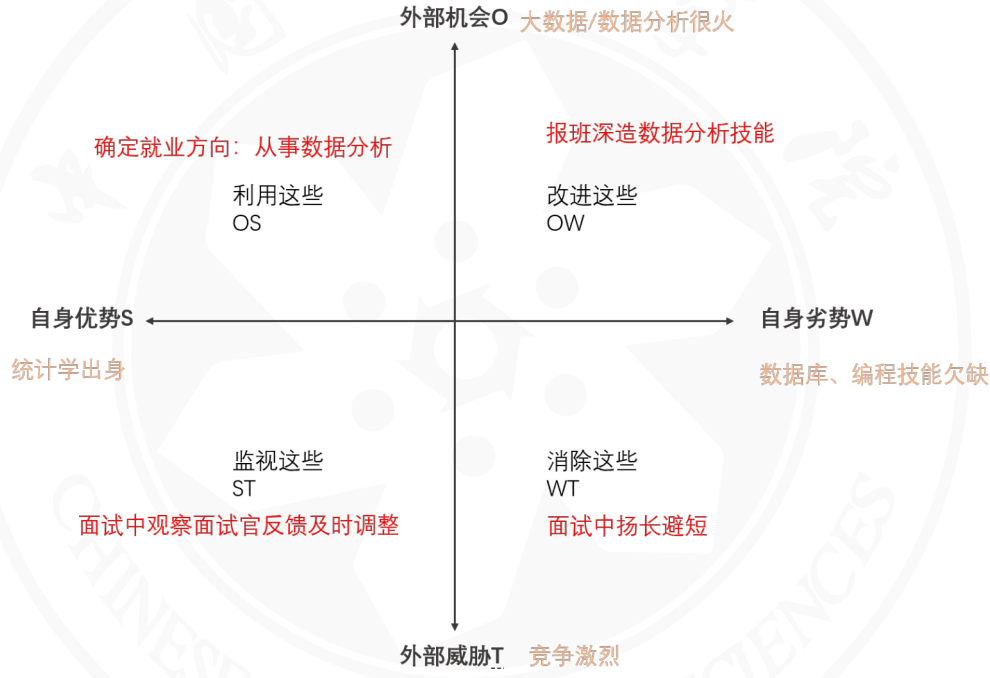 外部机会O 大数据/数据分析很火
确定就业方向：从事数据分析
报班深造数据分析技能
利用这些
OS
改进这些
OW
自身优势S
自身劣势W
统计学出身
数据库、编程技能欠缺
监视这些
ST
消除这些
WT
面试中观察面试官反馈及时调整
面试中扬长避短
外部威胁T 竞争激烈
CHINESE
SCIENCES